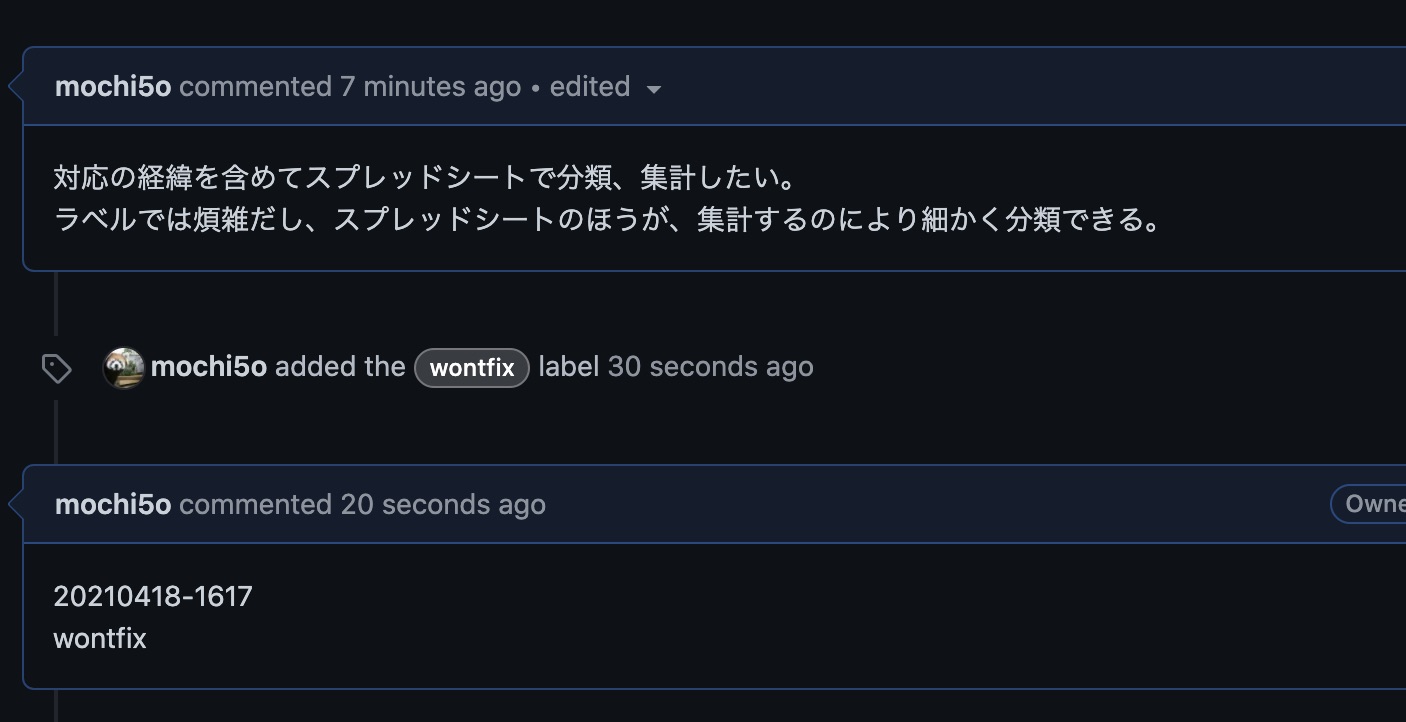 mochi5o commented 7 minutes ago • edited
対応の経緯を含めてスプレッドシートで分類、集計したい。
ラベルでは煩雑だし、スプレッドシートのほうが、集計するのにより細かく分類できる。
mochi5o added the wontfix label 30 seconds ago
mochi5o commented 20 seconds ago Owne
20210418-1617
wontfix